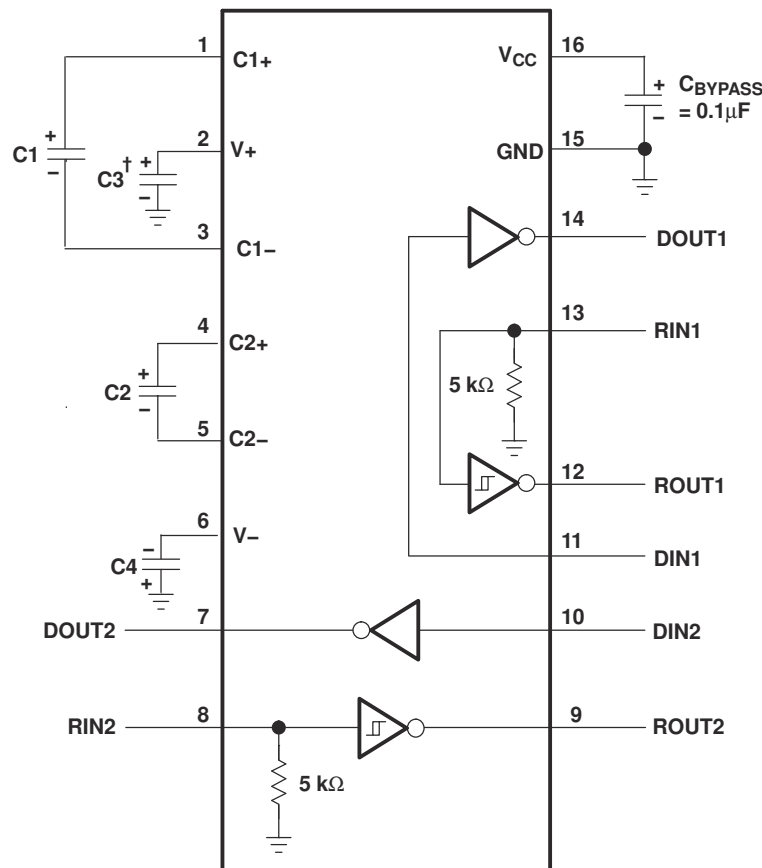 1
C1+
VCC
16
+
CBYPASS
−
= 0.1µF
C1
+
−
2
V+
C3†
+
−
15
GND
3
C1−
14
DOUT1
13
RIN1
4
C2+
5 kΩ
C2
+
−
5
C2−
12
ROUT1
6
V−
11
DIN1
C4
−
+
DOUT2
7
10
DIN2
RIN2
8
9
ROUT2
5 kΩ